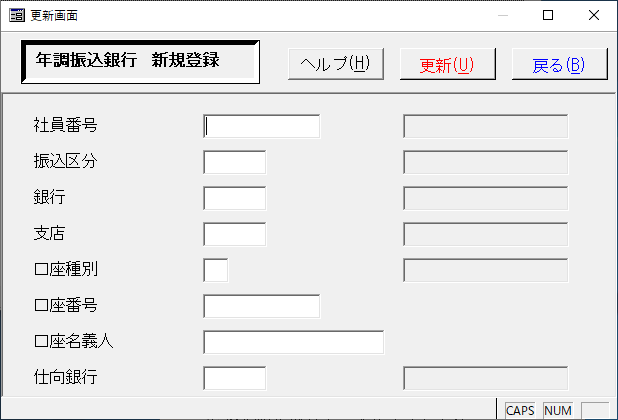 更新画面
年調振込銀行　新規登録
ヘルプ(H)
更新(U)
戻る(B)
社員番号
振込区分
銀行
支店
口座種別
口座番号
口座名義人
仕向銀行
CAPS
NUM